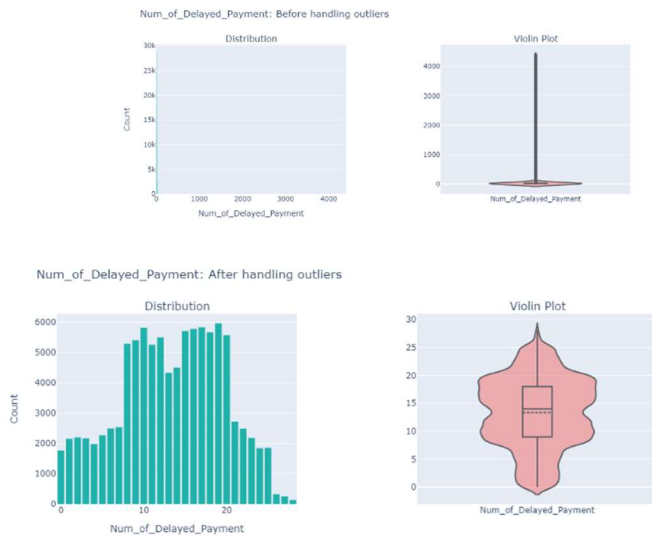 Num_of_Delayed_Payment: Before handling outliers
Distribution
Violin Plot
30k
25k
20k
15k
10k
5k
0
Count
0 1000 2000 3000 4000
Num_of_Delayed_Payment
4000
3000
2000
1000
0
Num_of_Delayed_Payment
Num_of_Delayed_Payment: After handling outliers
Distribution
Violin Plot
6000
5000
4000
3000
2000
1000
0
Count
0 10 20
Num_of_Delayed_Payment
30
25
20
15
10
5
0
Num_of_Delayed_Payment